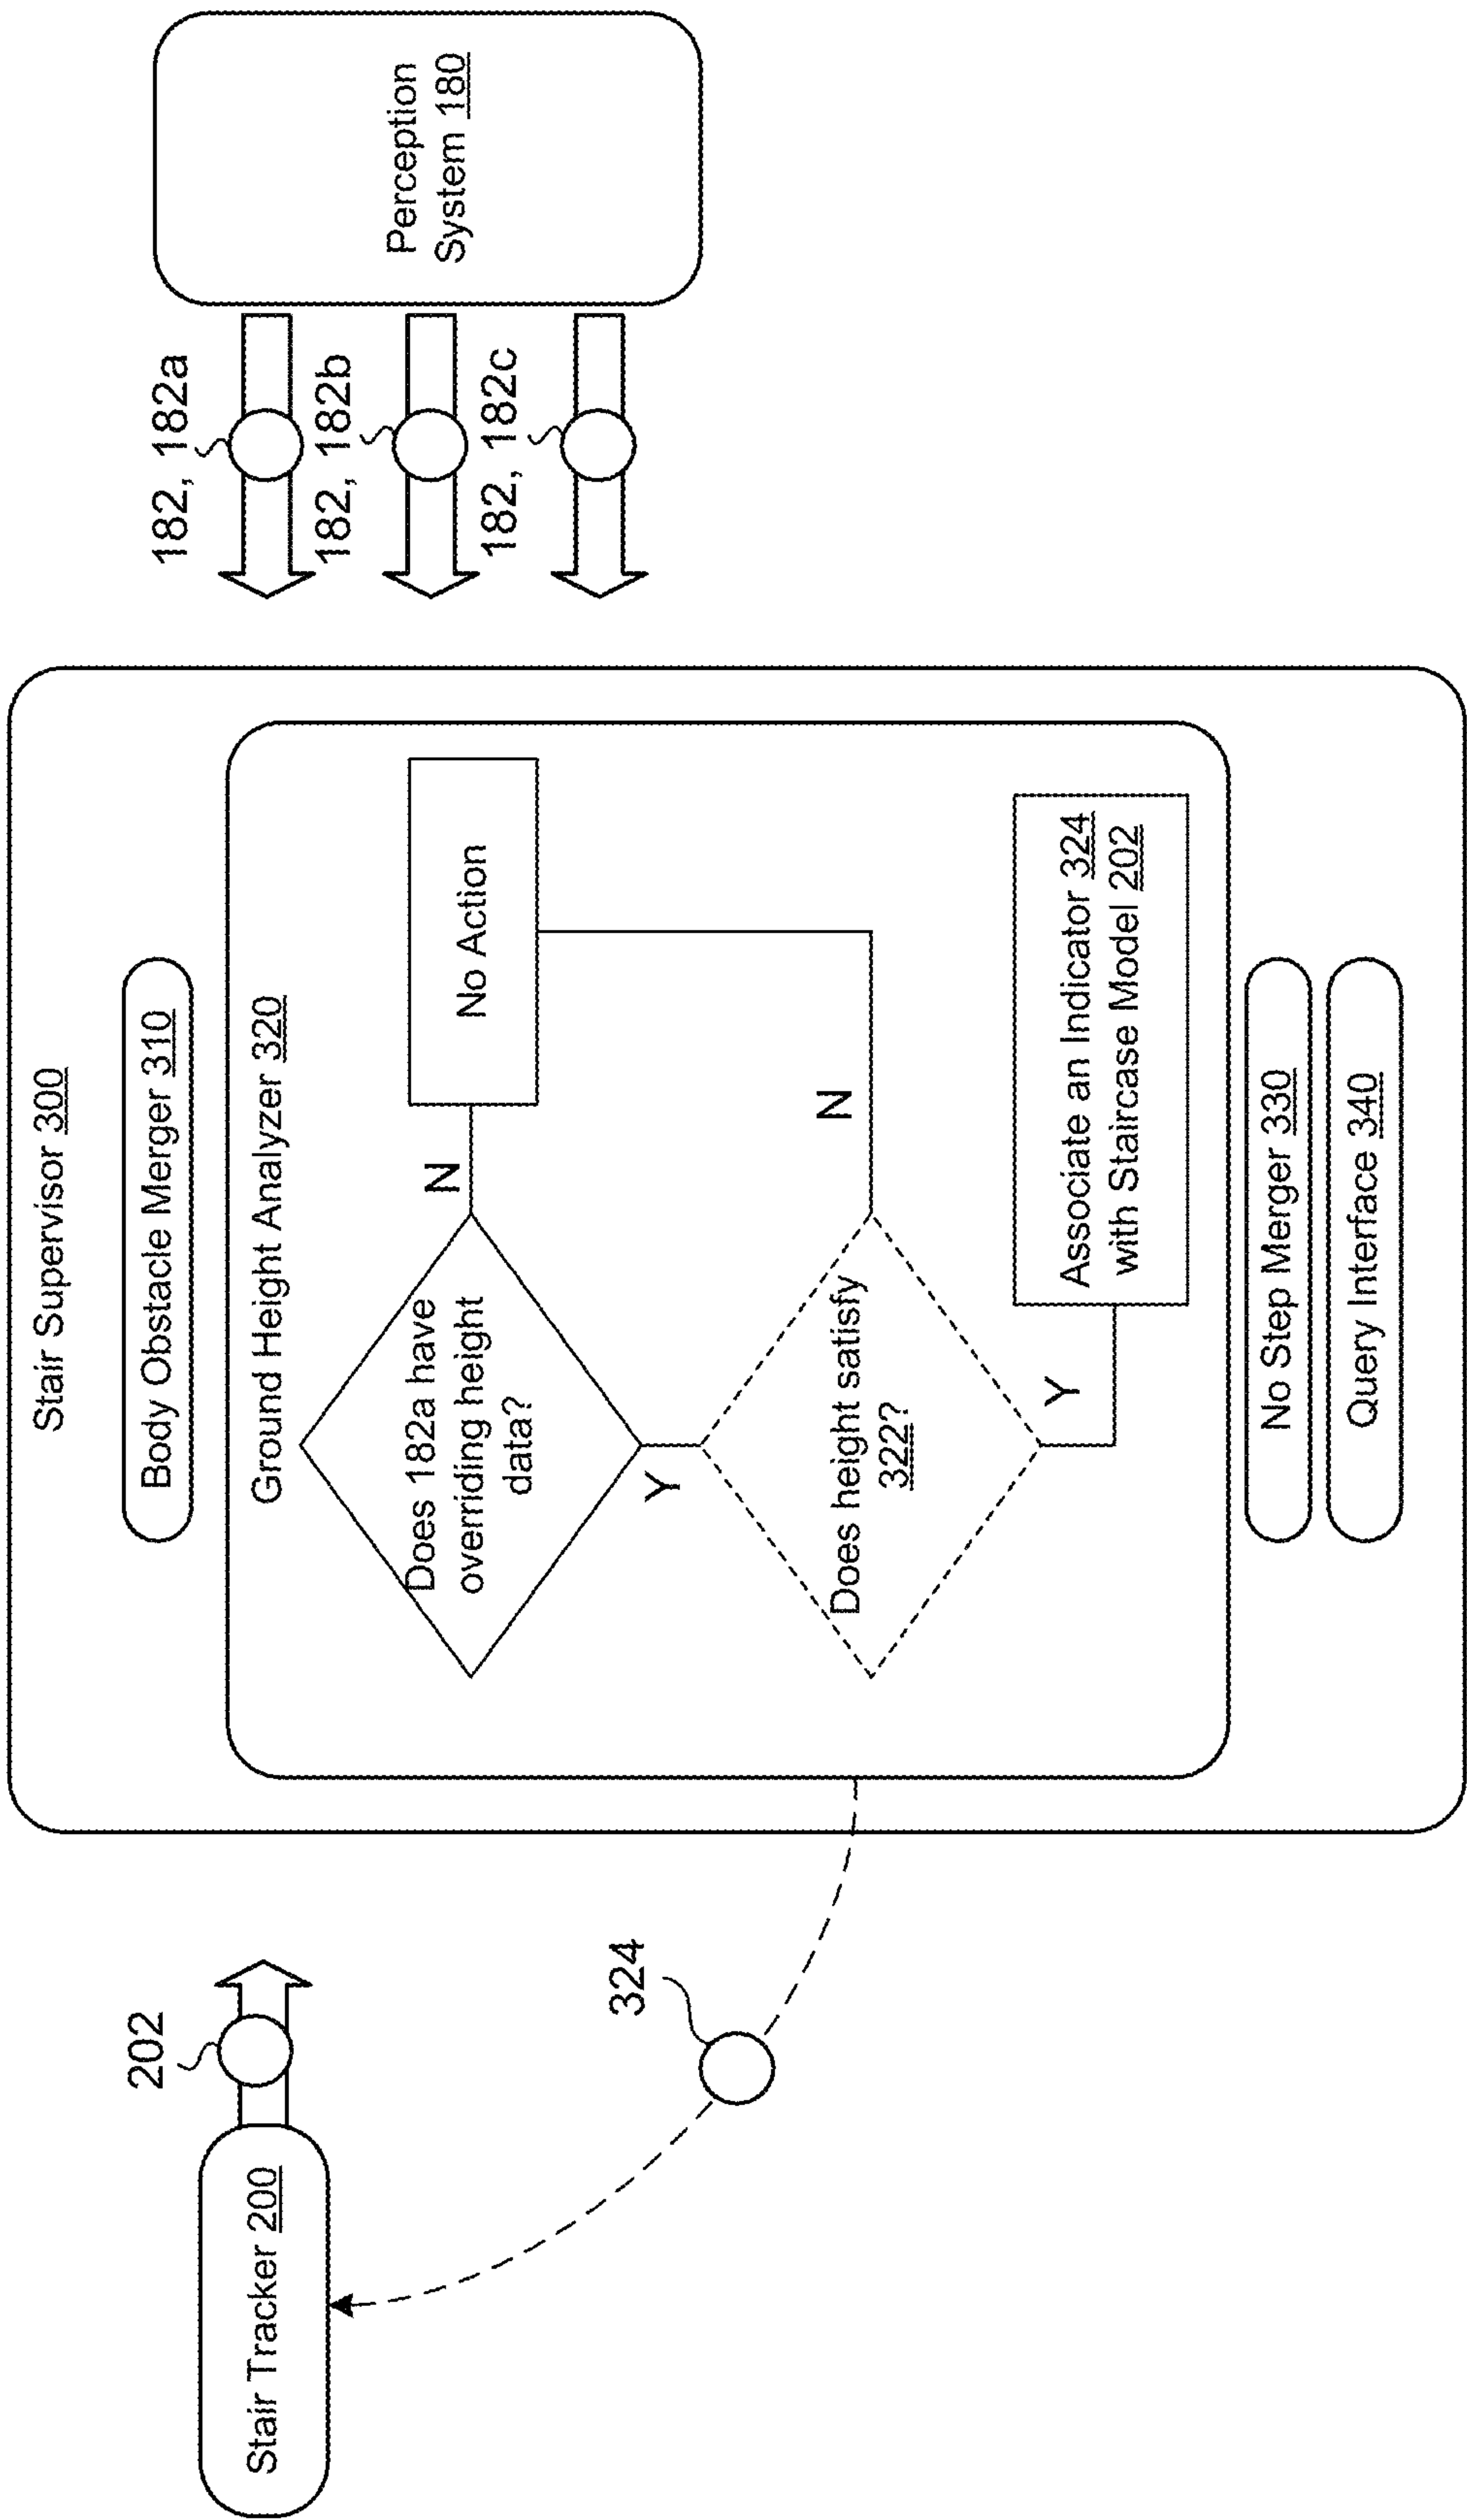 Stair Tracker 200
202
324
Stair Supervisor 300
Body Obstacle Merger 310
Ground Height Analyzer 320
Does 182a have
overriding height
data?
N
No Action
Y
Does height satisfy
322?
N
Y
Associate an Indicator 324
with Staircase Model 202
No Step Merger 330
Query Interface 340
182, 182a
182, 182b
182, 182c
Perception
System 180